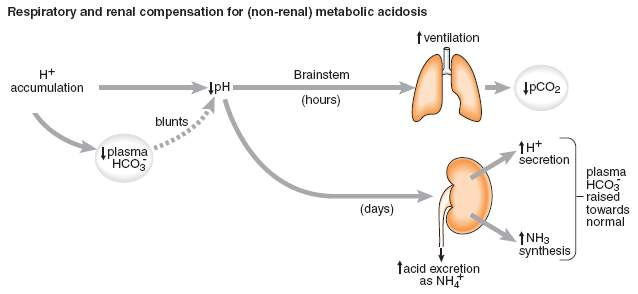 Respiratory and renal compensation for (non-renal) metabolic acidosis
↑ventilation
H⁺
accumulation
↓pH
Brainstem
(hours)
↓pCO₂
blunts
↓plasma
HCO₃⁻
↑H⁺
secretion
plasma
HCO₃⁻
raised
towards
normal
(days)
↑NH₃
synthesis
↑acid excretion
as NH₄⁺